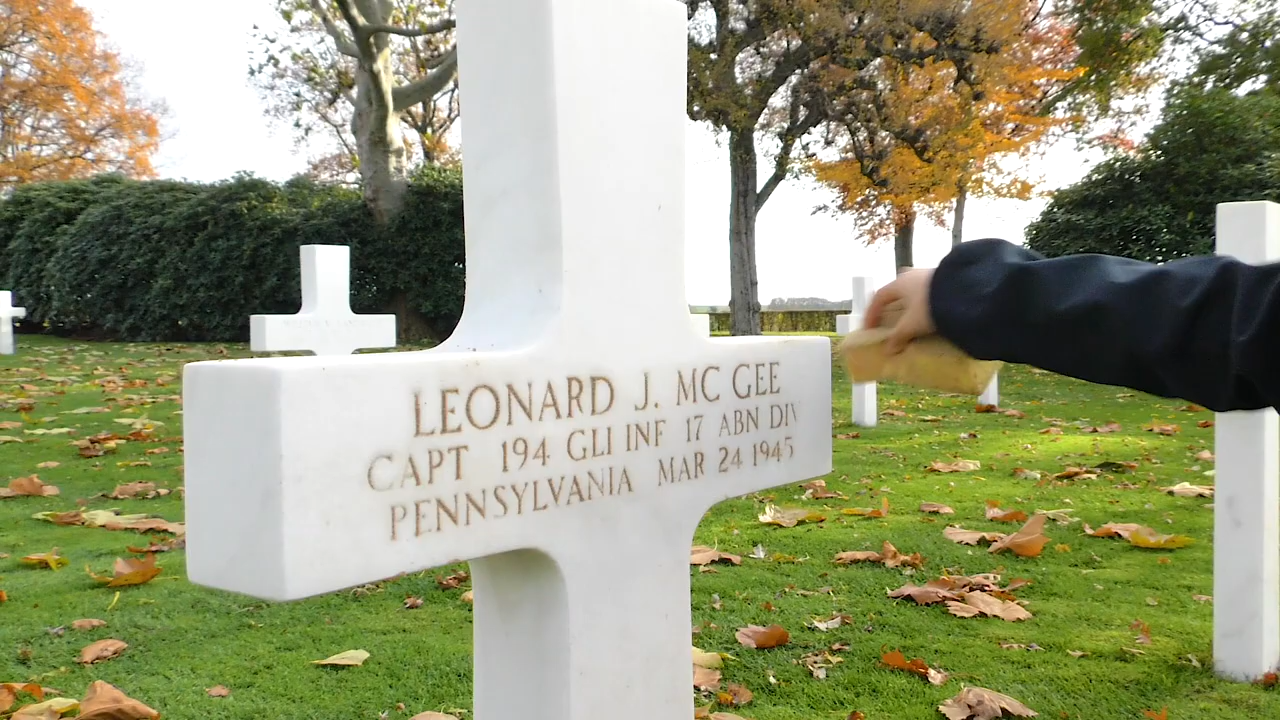 LEONARD J. MC GEE
CAPT 194 GLI INF 17 ABN DIV
PENNSYLVANIA MAR 24 1945